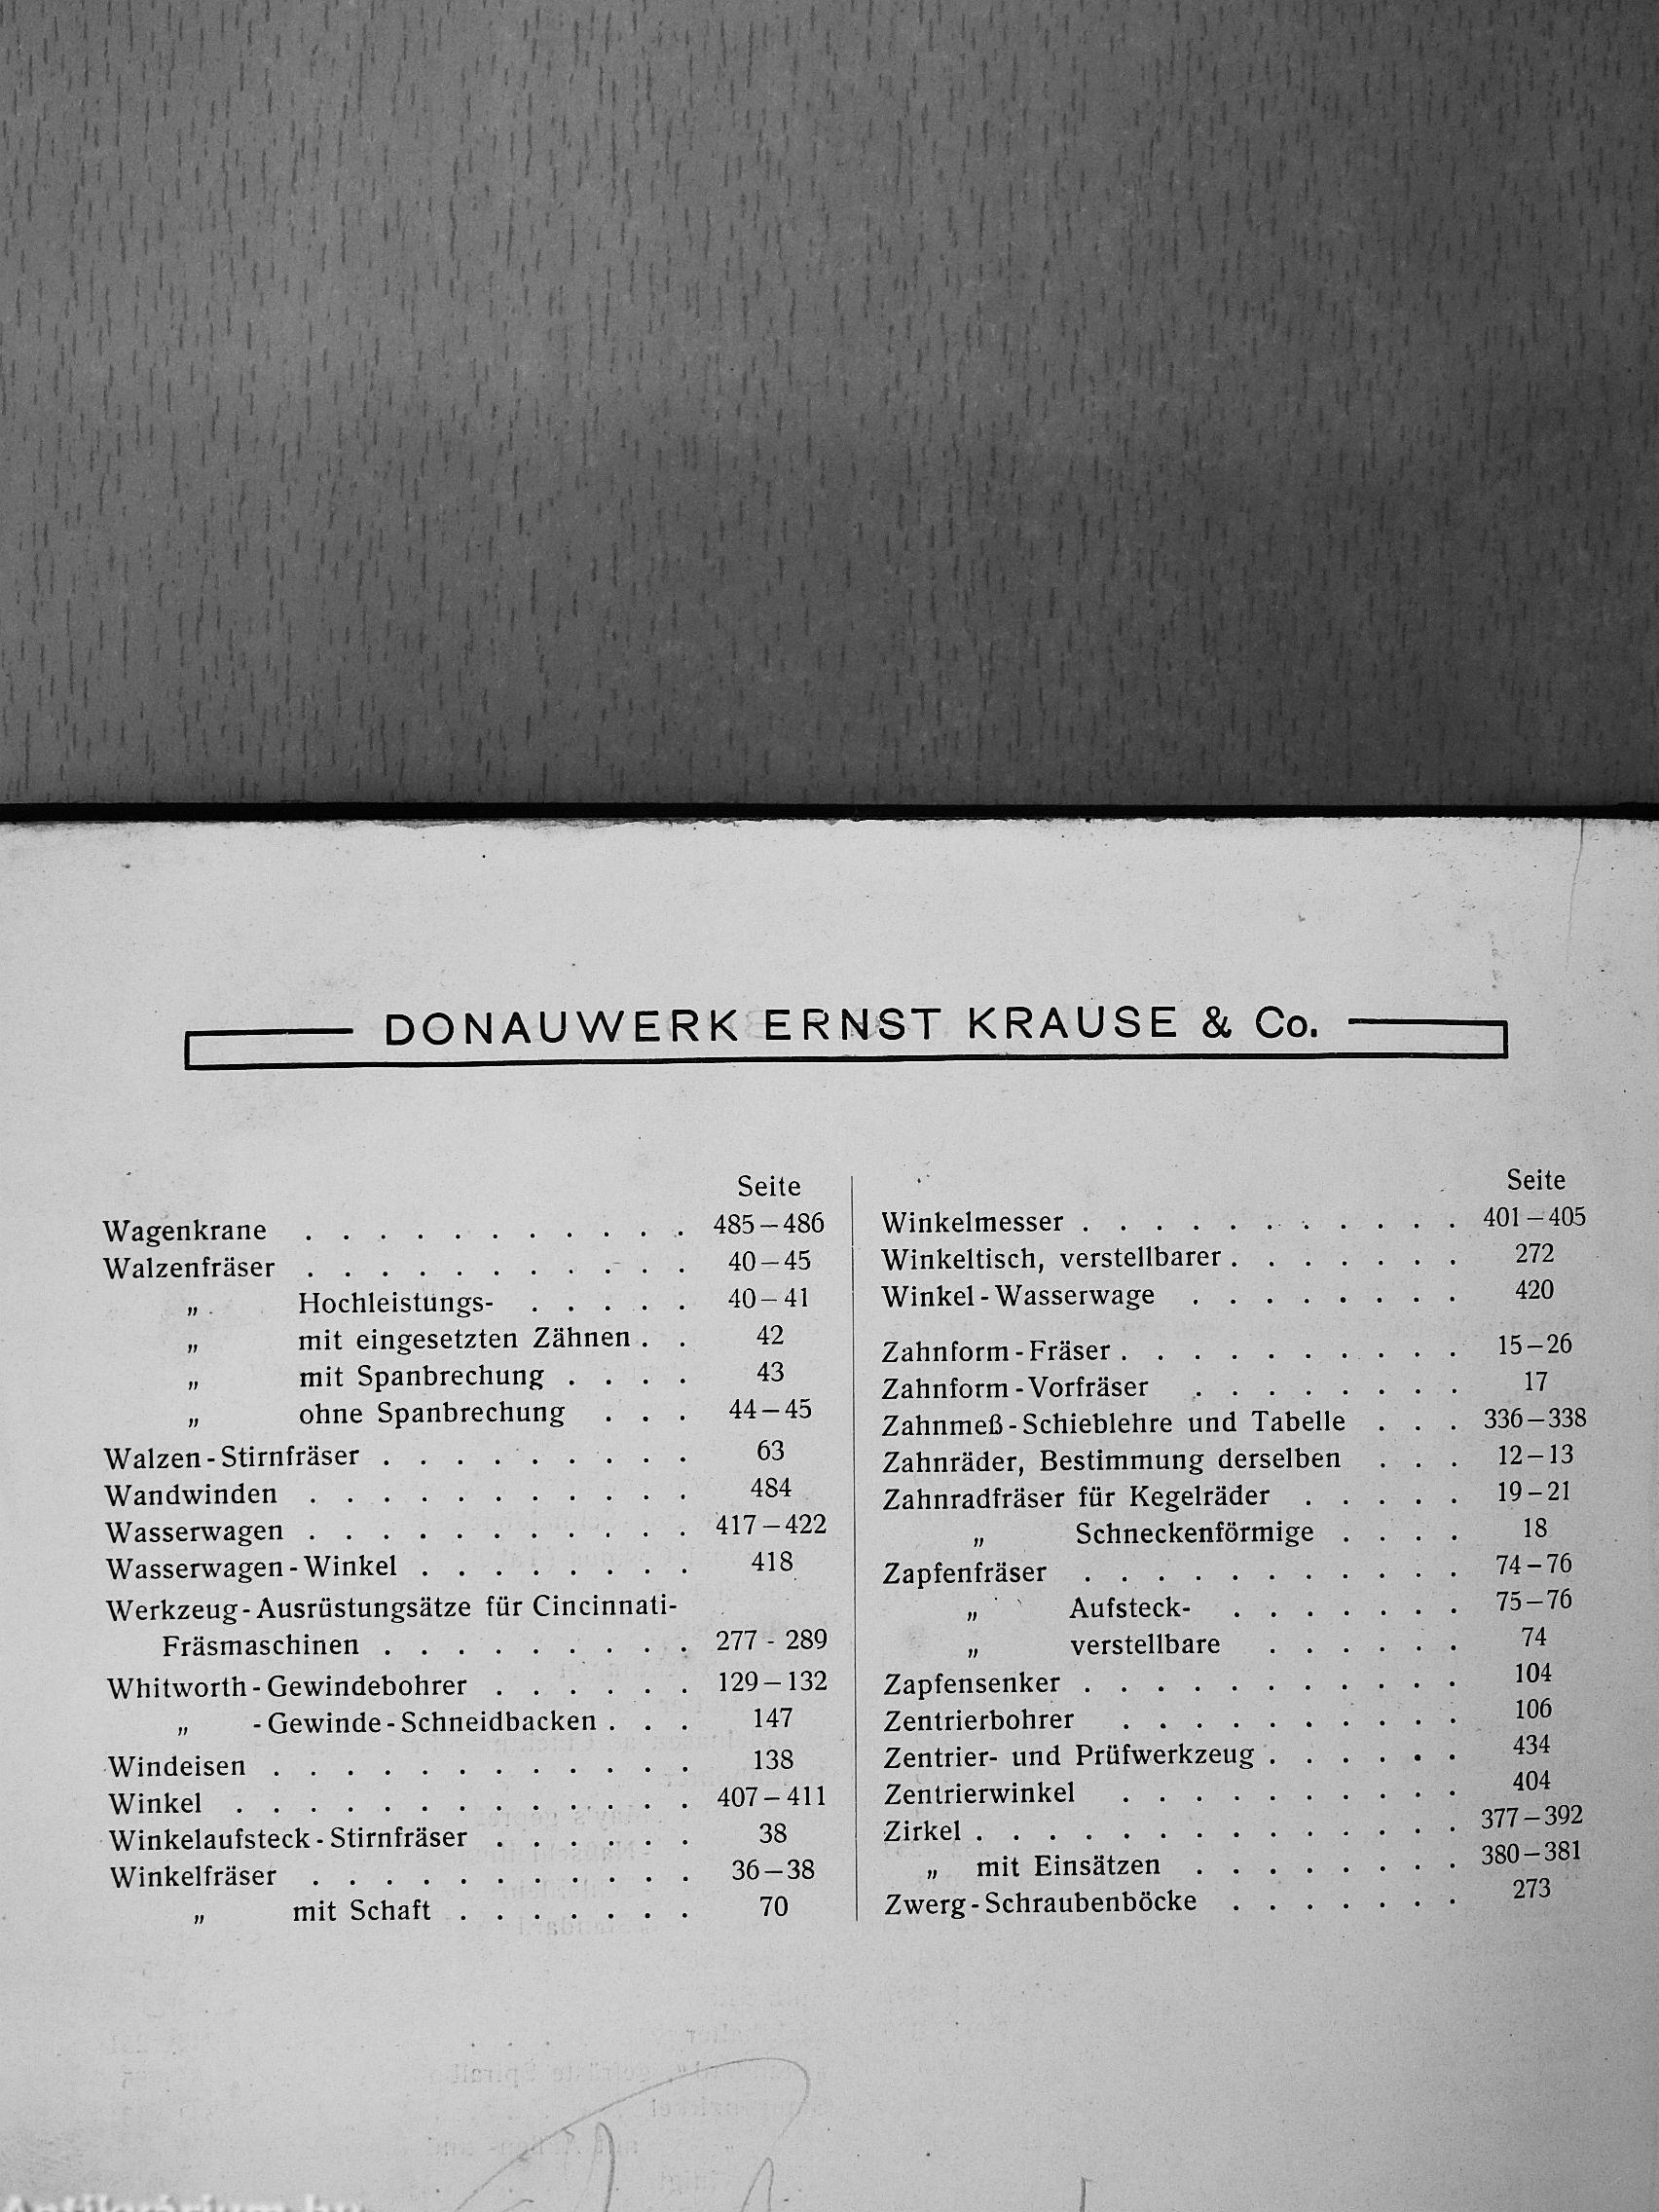 DONAUWERK ERNST KRAUSE & Co.
Seite
Wagenkrane . . . . . . . . . . . 485—486
Walzenfräser . . . . . . . . . . . 40—45
„ Hochleistungs- . . . . . 40—41
„ mit eingesetzten Zähnen . . 42
„ mit Spanbrechung . . . . 43
„ ohne Spanbrechung . . . 44—45
Walzen-Stirnfräser . . . . . . . . . 63
Wandwinden . . . . . . . . . . . 484
Wasserwagen . . . . . . . . . . . 417—422
Wasserwagen-Winkel . . . . . . . . 418
Werkzeug-Ausrüstungsätze für Cincinnati-
Fräsmaschinen . . . . . . . . . 277 - 289
Whitworth-Gewindebohrer . . . . . . 129—132
„ -Gewinde-Schneidbacken . . . 147
Windeisen . . . . . . . . . . . . 138
Winkel . . . . . . . . . . . . . 407—411
Winkelaufsteck-Stirnfräser . . . . . . 38
Winkelfräser . . . . . . . . . . . 36—38
„ mit Schaft . . . . . . . 70
Seite
Winkelmesser . . . . . . . . . . . 401—405
Winkeltisch, verstellbarer . . . . . . . 272
Winkel-Wasserwage . . . . . . . . 420
Zahnform-Fräser . . . . . . . . . . 15—26
Zahnform-Vorfräser . . . . . . . . 17
Zahnmeß-Schieblehre und Tabelle . . . 336—338
Zahnräder, Bestimmung derselben . . . 12—13
Zahnradfräser für Kegelräder . . . . . 19—21
„ Schneckenförmige . . . . 18
Zapfenfräser . . . . . . . . . . . 74—76
„ Aufsteck- . . . . . . . 75—76
„ verstellbare . . . . . . 74
Zapfensenker . . . . . . . . . . . 104
Zentrierbohrer . . . . . . . . . . 106
Zentrier- und Prüfwerkzeug . . . . . . 434
Zentrierwinkel . . . . . . . . . . 404
Zirkel . . . . . . . . . . . . . . 377—392
„ mit Einsätzen . . . . . . . . 380—381
Zwerg-Schraubenböcke . . . . . . . 273